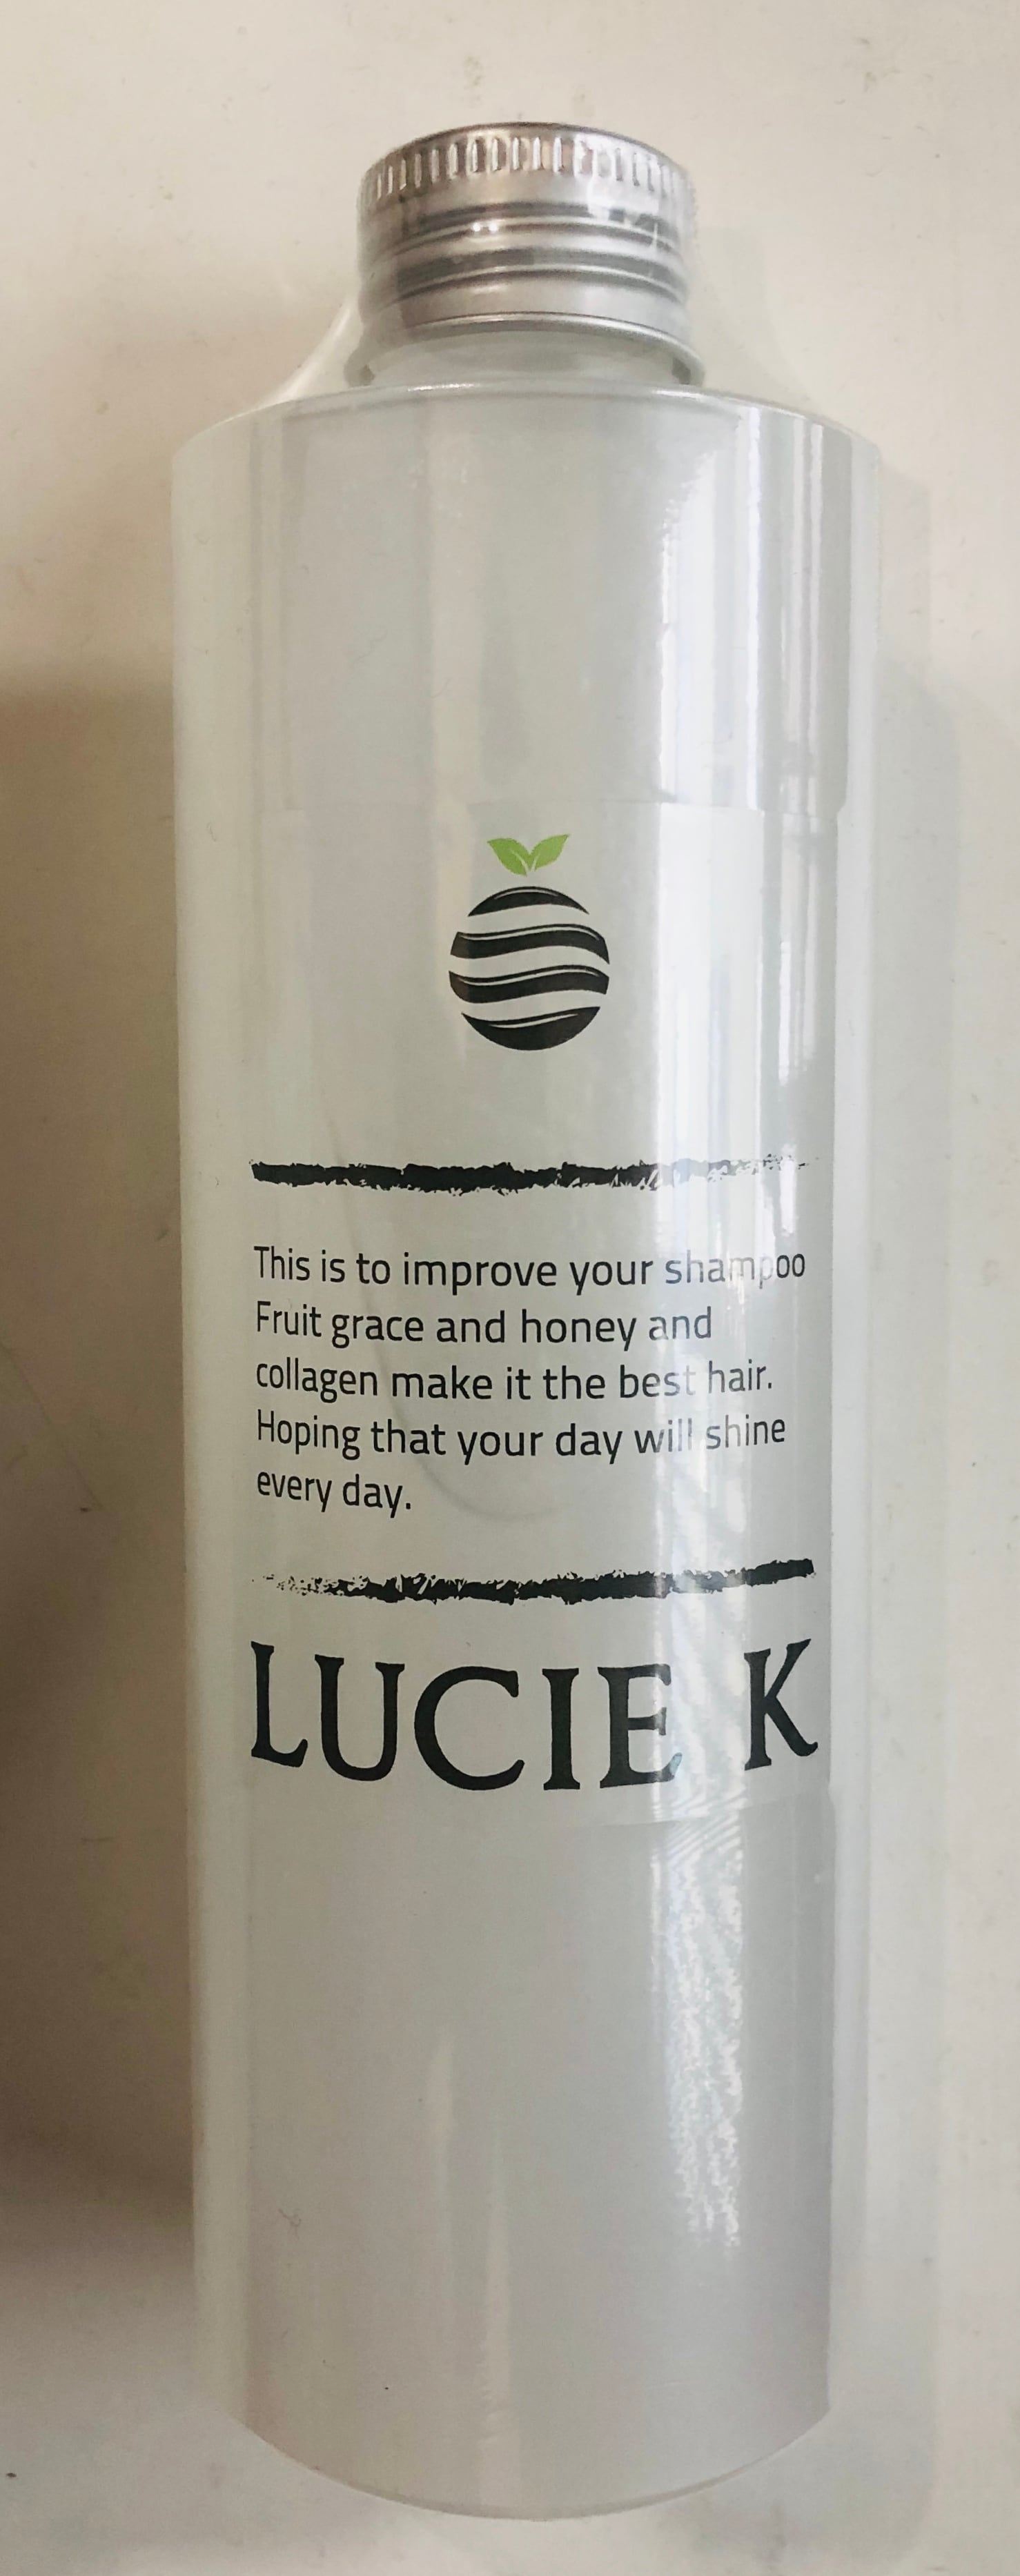 This is to improve your shampoo
Fruit grace and honey and
collagen make it the best hair.
Hoping that your day will shine
every day.
LUCIE K